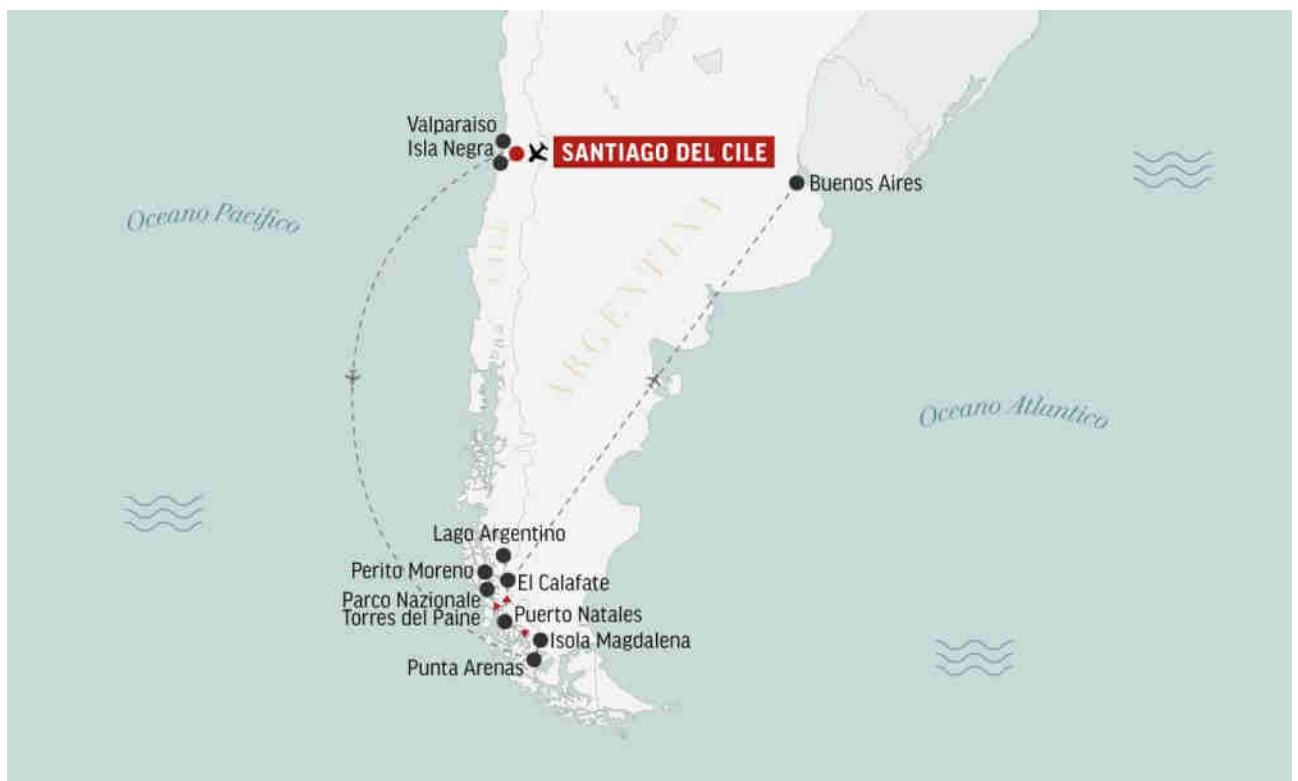 Valparaiso
Isla Negra
SANTIAGO DEL CILE
Buenos Aires
Oceano Pacifico
CILE
ARGENTINA
Oceano Atlantico
Lago Argentino
Perito Moreno
El Calafate
Parco Nazionale
Torres del Paine
Puerto Natales
Isola Magdalena
Punta Arenas